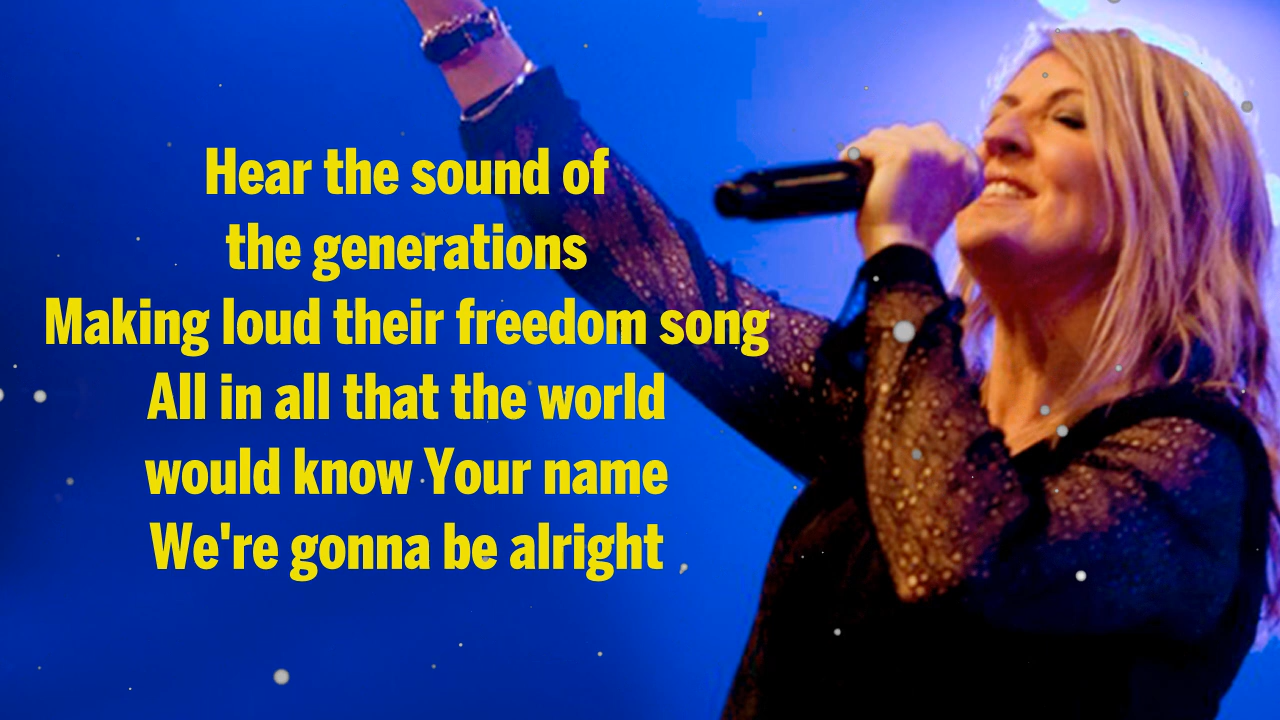 Hear the sound of
the generations
Making loud their freedom song
All in all that the world
would know Your name
We're gonna be alright